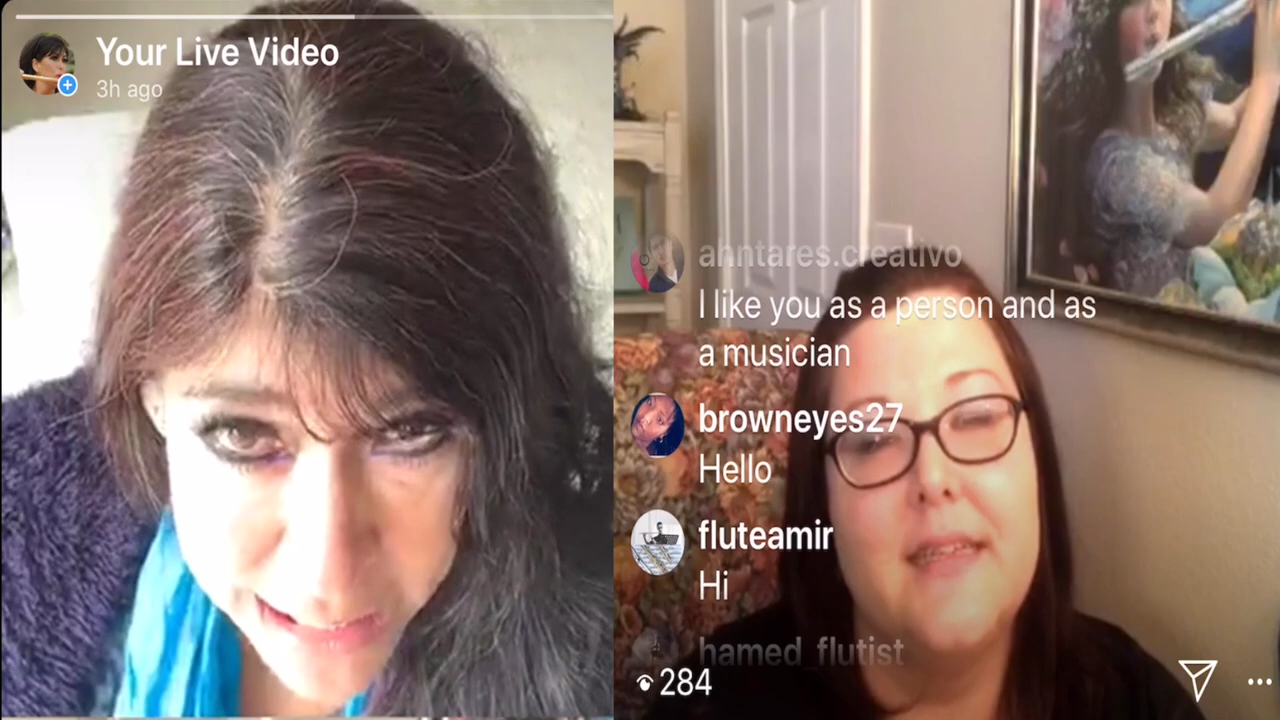 Your Live Video
3h ago
anntares.creativo
I like you as a person and as
a musician
browneyes27
Hello
fluteamir
Hi
hamed_flutist
284